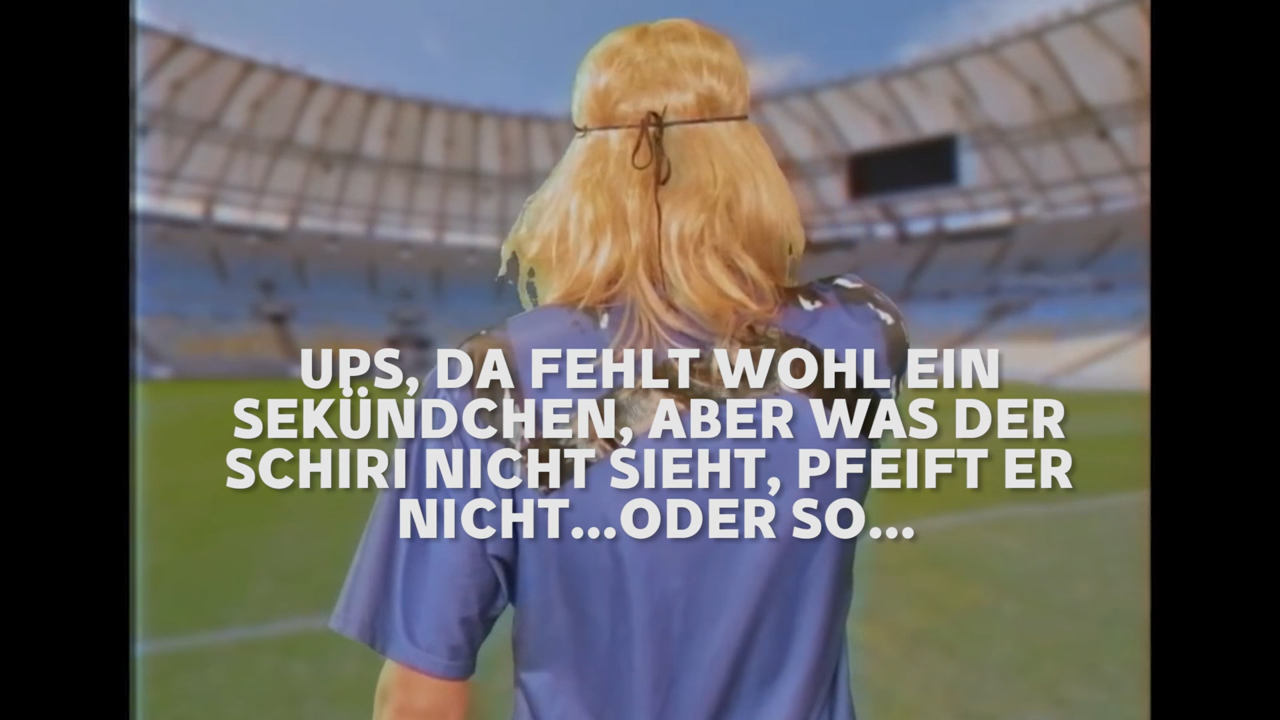 UPS, DA FEHLT WOHL EIN
SEKÜNDCHEN, ABER WAS DER
SCHIRI NICHT SIEHT, PFEIFT ER
NICHT...ODER SO...